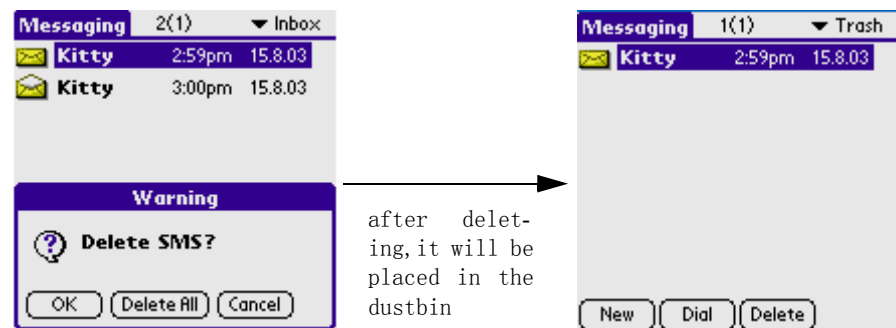 Messaging 2(1) Inbox
Kitty 2:59pm 15.8.03
Kitty 3:00pm 15.8.03
Warning
Delete SMS?
OK Delete All Cancel
after delet-
ing,it will be
placed in the
dustbin
Messaging 1(1) Trash
Kitty 2:59pm 15.8.03
New Dial Delete